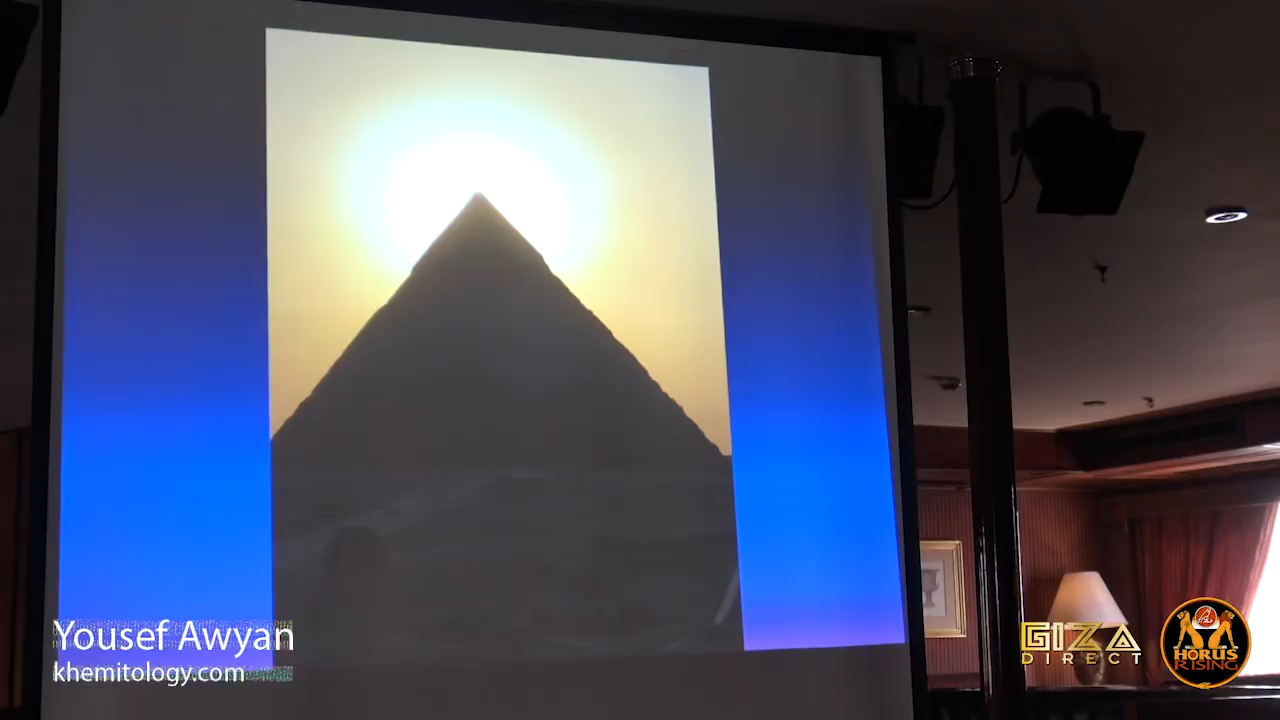 Yousef Awyan
khemitology.com
GIZA
DIRECT
HORUS
RISING